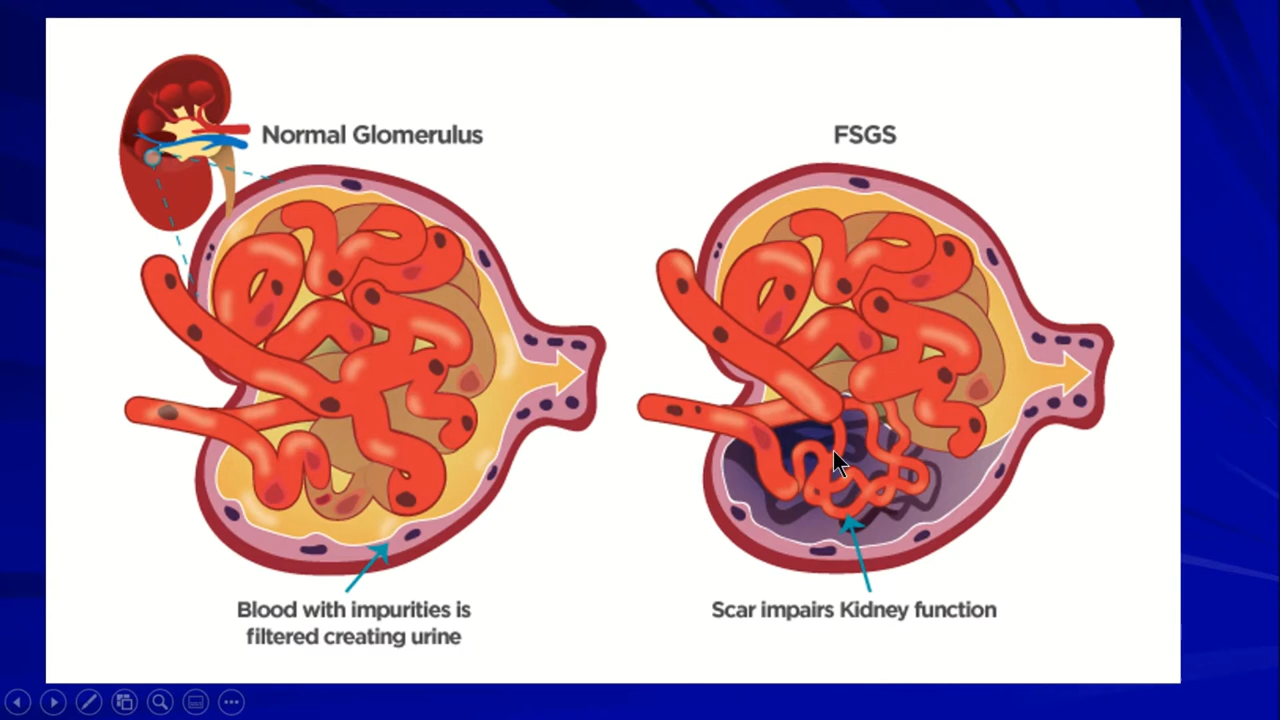 Normal Glomerulus
FSGS
Blood with impurities is
filtered creating urine
Scar impairs Kidney function